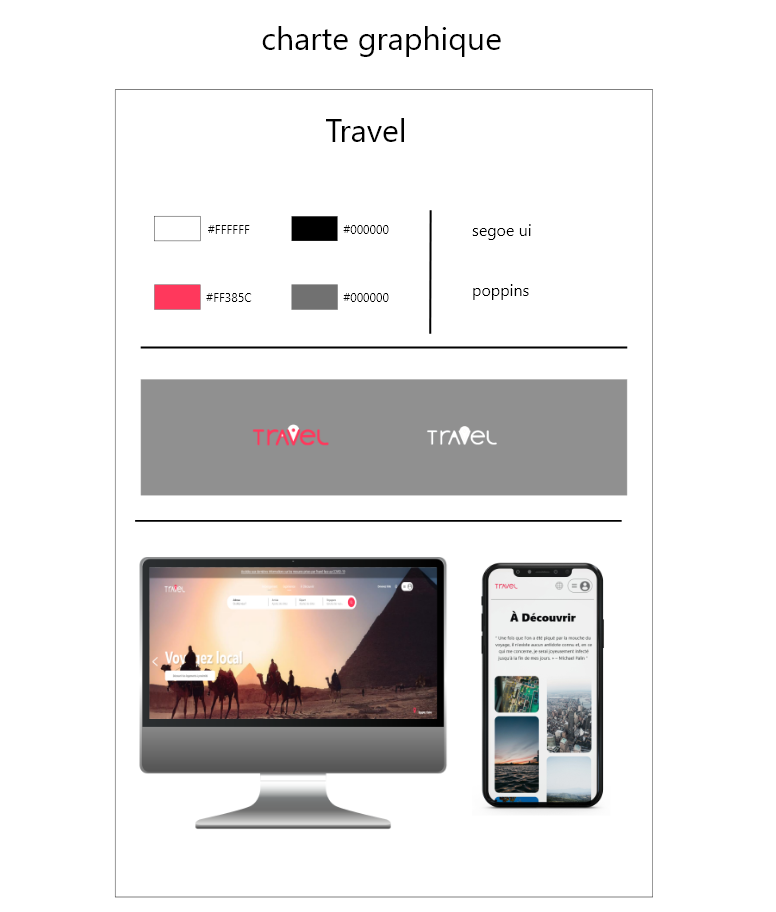 charte graphique
Travel
#FFFFFF
#000000
segoe ui
#FF385C
#000000
poppins
TRAVEL
TRAVEL
TRAVEL
Voyagez local
TRAVEL
À Découvrir
" Une fois que l'on a été piqué par la mouche du
voyage, il n'existe aucun antidote connu et, en ce
qui me concerne, je serai joyeusement infecté
jusqu'à la fin de mes jours. » – Michael Palin "